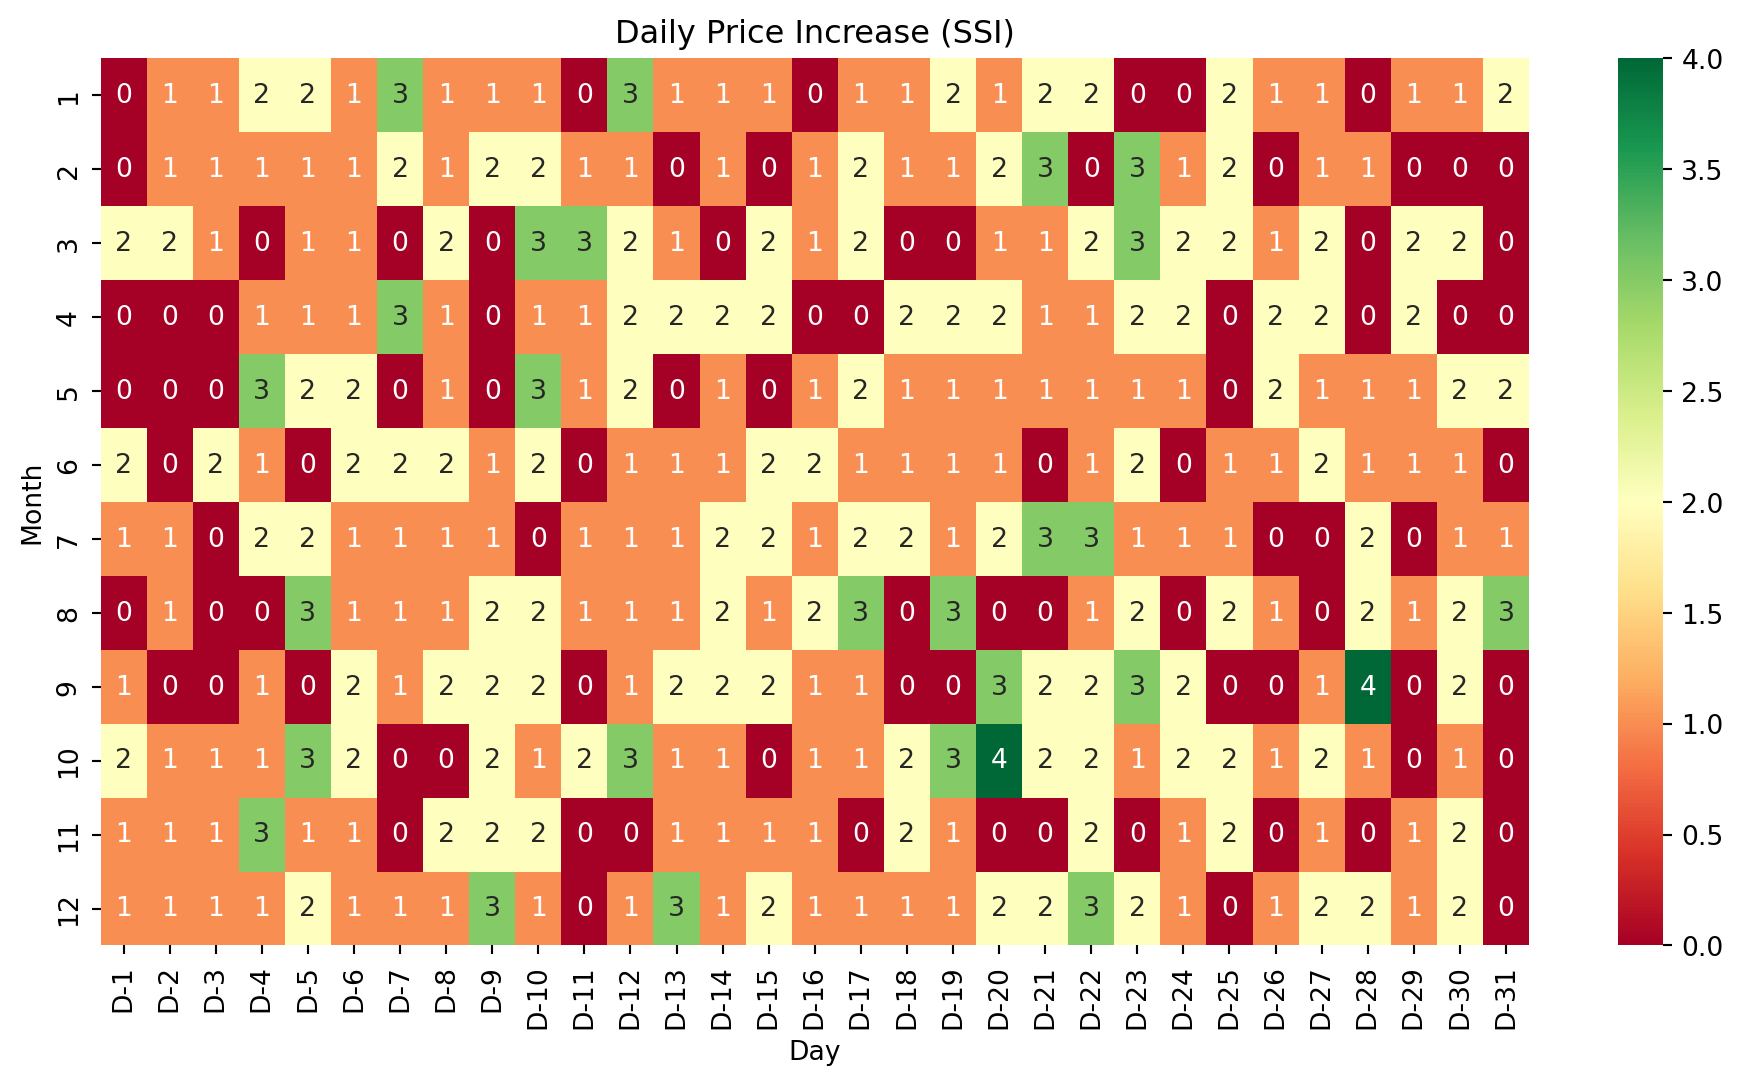 Daily Price Increase (SSI)
1 0 1 1 2 2 1 3 1 1 1 0 3 1 1 1 0 1 1 2 1 2 2 0 0 2 1 1 0 1 1 2
2 0 1 1 1 1 1 2 1 2 2 1 1 0 1 0 1 2 1 1 2 3 0 3 1 2 0 1 1 0 0 0
3 2 2 1 0 1 1 0 2 0 3 3 2 1 0 2 1 2 0 0 1 1 2 3 2 2 1 2 0 2 2 0
4 0 0 0 1 1 1 3 1 0 1 1 2 2 2 2 0 0 2 2 2 1 1 2 2 0 2 2 0 2 0 0
5 0 0 0 3 2 2 0 1 0 3 1 2 0 1 0 1 2 1 1 1 1 1 1 1 0 2 1 1 1 2 2
6 2 0 2 1 0 2 2 2 1 2 0 1 1 1 2 2 1 1 1 1 0 1 2 0 1 1 2 1 1 1 0
7 1 1 0 2 2 1 1 1 1 0 1 1 1 2 2 1 2 2 1 2 3 3 1 1 1 0 0 2 0 1 1
8 0 1 0 0 3 1 1 1 2 2 1 1 1 2 1 2 3 0 3 0 0 1 2 0 2 1 0 2 1 2 3
9 1 0 0 1 0 2 1 2 2 2 0 1 2 2 2 1 1 0 0 3 2 2 3 2 0 0 1 4 0 2 0
10 2 1 1 1 3 2 0 0 2 1 2 3 1 1 0 1 1 2 3 4 2 2 1 2 2 1 2 1 0 1 0
11 1 1 1 3 1 1 0 2 2 2 0 0 1 1 1 1 0 2 1 0 0 2 0 1 2 0 1 0 1 2 0
12 1 1 1 1 2 1 1 1 3 1 0 1 3 1 2 1 1 1 1 2 2 3 2 1 0 1 2 2 1 2 0
Month
D-1 D-2 D-3 D-4 D-5 D-6 D-7 D-8 D-9 D-10 D-11 D-12 D-13 D-14 D-15 D-16 D-17 D-18 D-19 D-20 D-21 D-22 D-23 D-24 D-25 D-26 D-27 D-28 D-29 D-30 D-31
Day
4.0
3.5
3.0
2.5
2.0
1.5
1.0
0.5
0.0